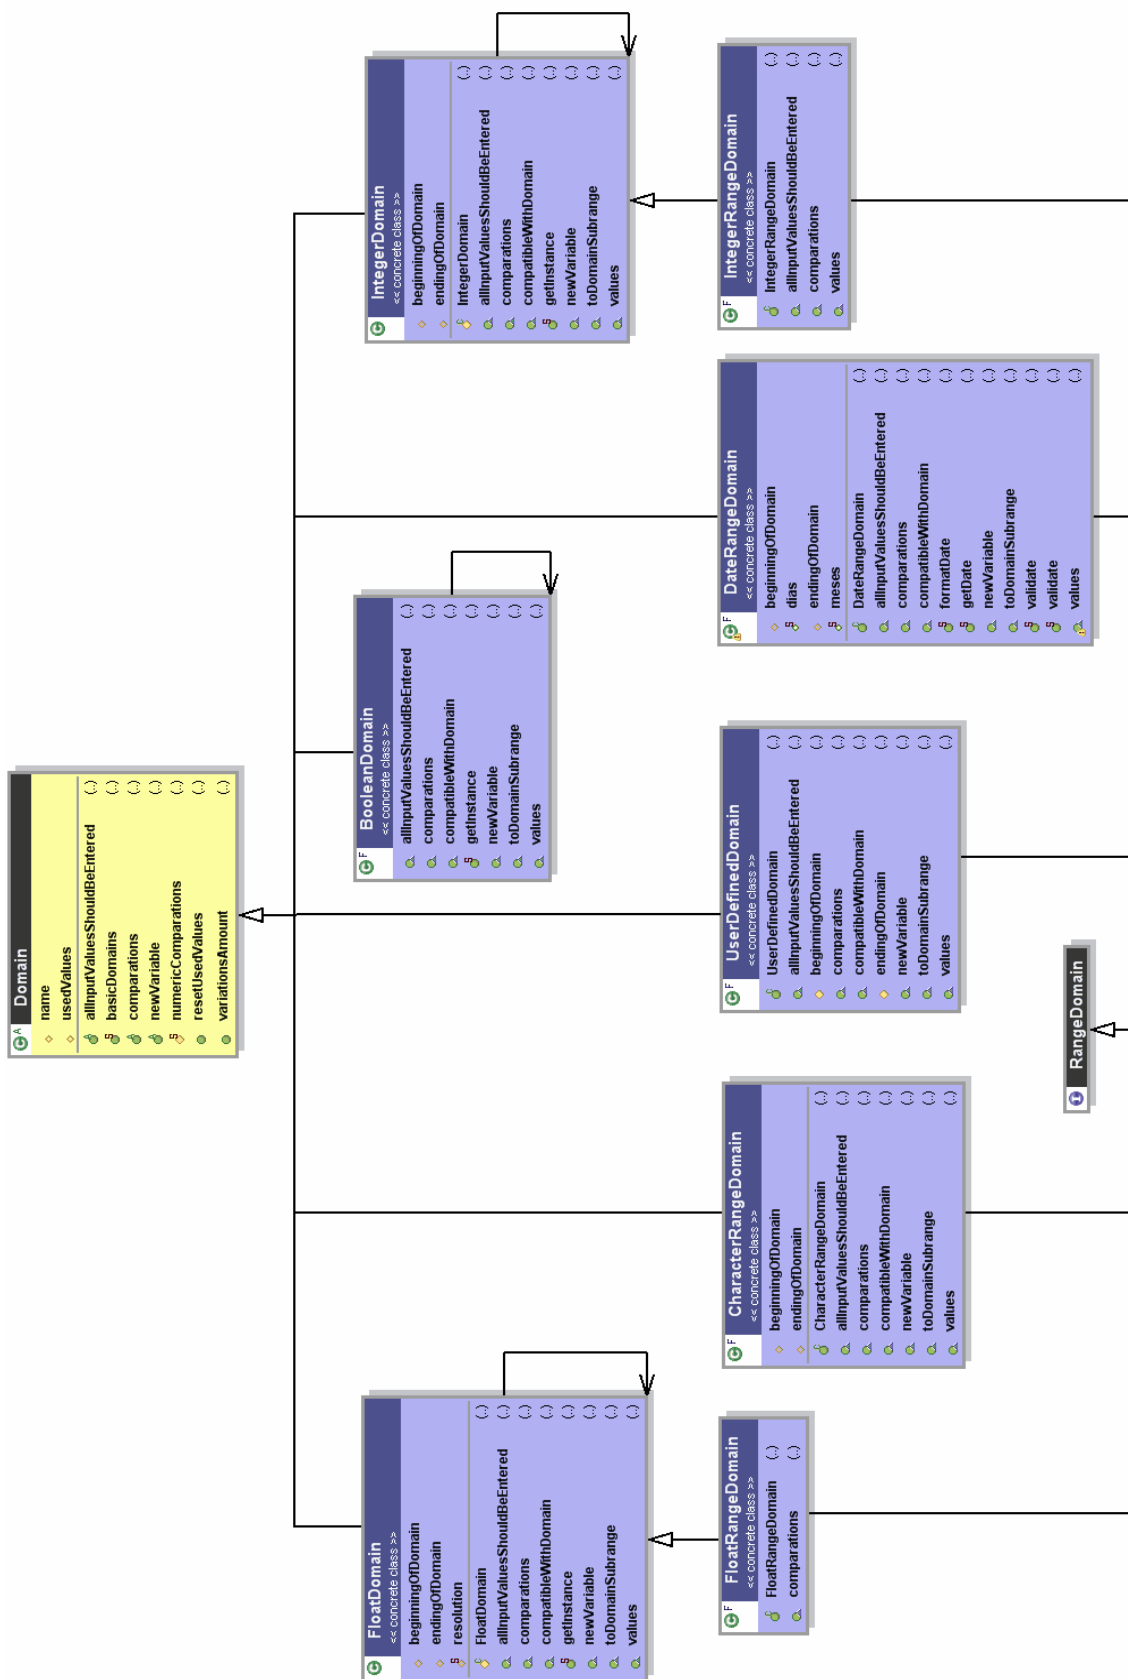 Domain
name
usedValues
allInputValuesShouldBeEntered (..)
basicDomains (..)
comparations (..)
newVariable (..)
numericComparations (..)
resetUsedValues (..)
variationsAmount (..)
FloatDomain
<< concrete class >>
beginningOfDomain
endingOfDomain
resolution
FloatDomain (..)
allInputValuesShouldBeEntered (..)
comparations (..)
compatibleWithDomain (..)
getInstance (..)
newVariable (..)
toDomainSubrange (..)
values (..)
BooleanDomain
<< concrete class >>
allInputValuesShouldBeEntered (..)
comparations (..)
compatibleWithDomain (..)
getInstance (..)
newVariable (..)
toDomainSubrange (..)
values (..)
IntegerDomain
<< concrete class >>
beginningOfDomain
endingOfDomain
IntegerDomain (..)
allInputValuesShouldBeEntered (..)
comparations (..)
compatibleWithDomain (..)
getInstance (..)
newVariable (..)
toDomainSubrange (..)
values (..)
FloatRangeDomain
<< concrete class >>
FloatRangeDomain (..)
comparations (..)
CharacterRangeDomain
<< concrete class >>
beginningOfDomain
endingOfDomain
CharacterRangeDomain (..)
allInputValuesShouldBeEntered (..)
comparations (..)
compatibleWithDomain (..)
newVariable (..)
toDomainSubrange (..)
values (..)
UserDefinedDomain
<< concrete class >>
UserDefinedDomain (..)
allInputValuesShouldBeEntered (..)
beginningOfDomain (..)
comparations (..)
compatibleWithDomain (..)
endingOfDomain (..)
newVariable (..)
toDomainSubrange (..)
values (..)
DateRangeDomain
<< concrete class >>
beginningOfDomain
dias
endingOfDomain
meses
DateRangeDomain (..)
allInputValuesShouldBeEntered (..)
comparations (..)
compatibleWithDomain (..)
formatDate (..)
getDate (..)
newVariable (..)
toDomainSubrange (..)
validate (..)
validate (..)
values (..)
IntegerRangeDomain
<< concrete class >>
IntegerRangeDomain (..)
allInputValuesShouldBeEntered (..)
comparations (..)
values (..)
RangeDomain